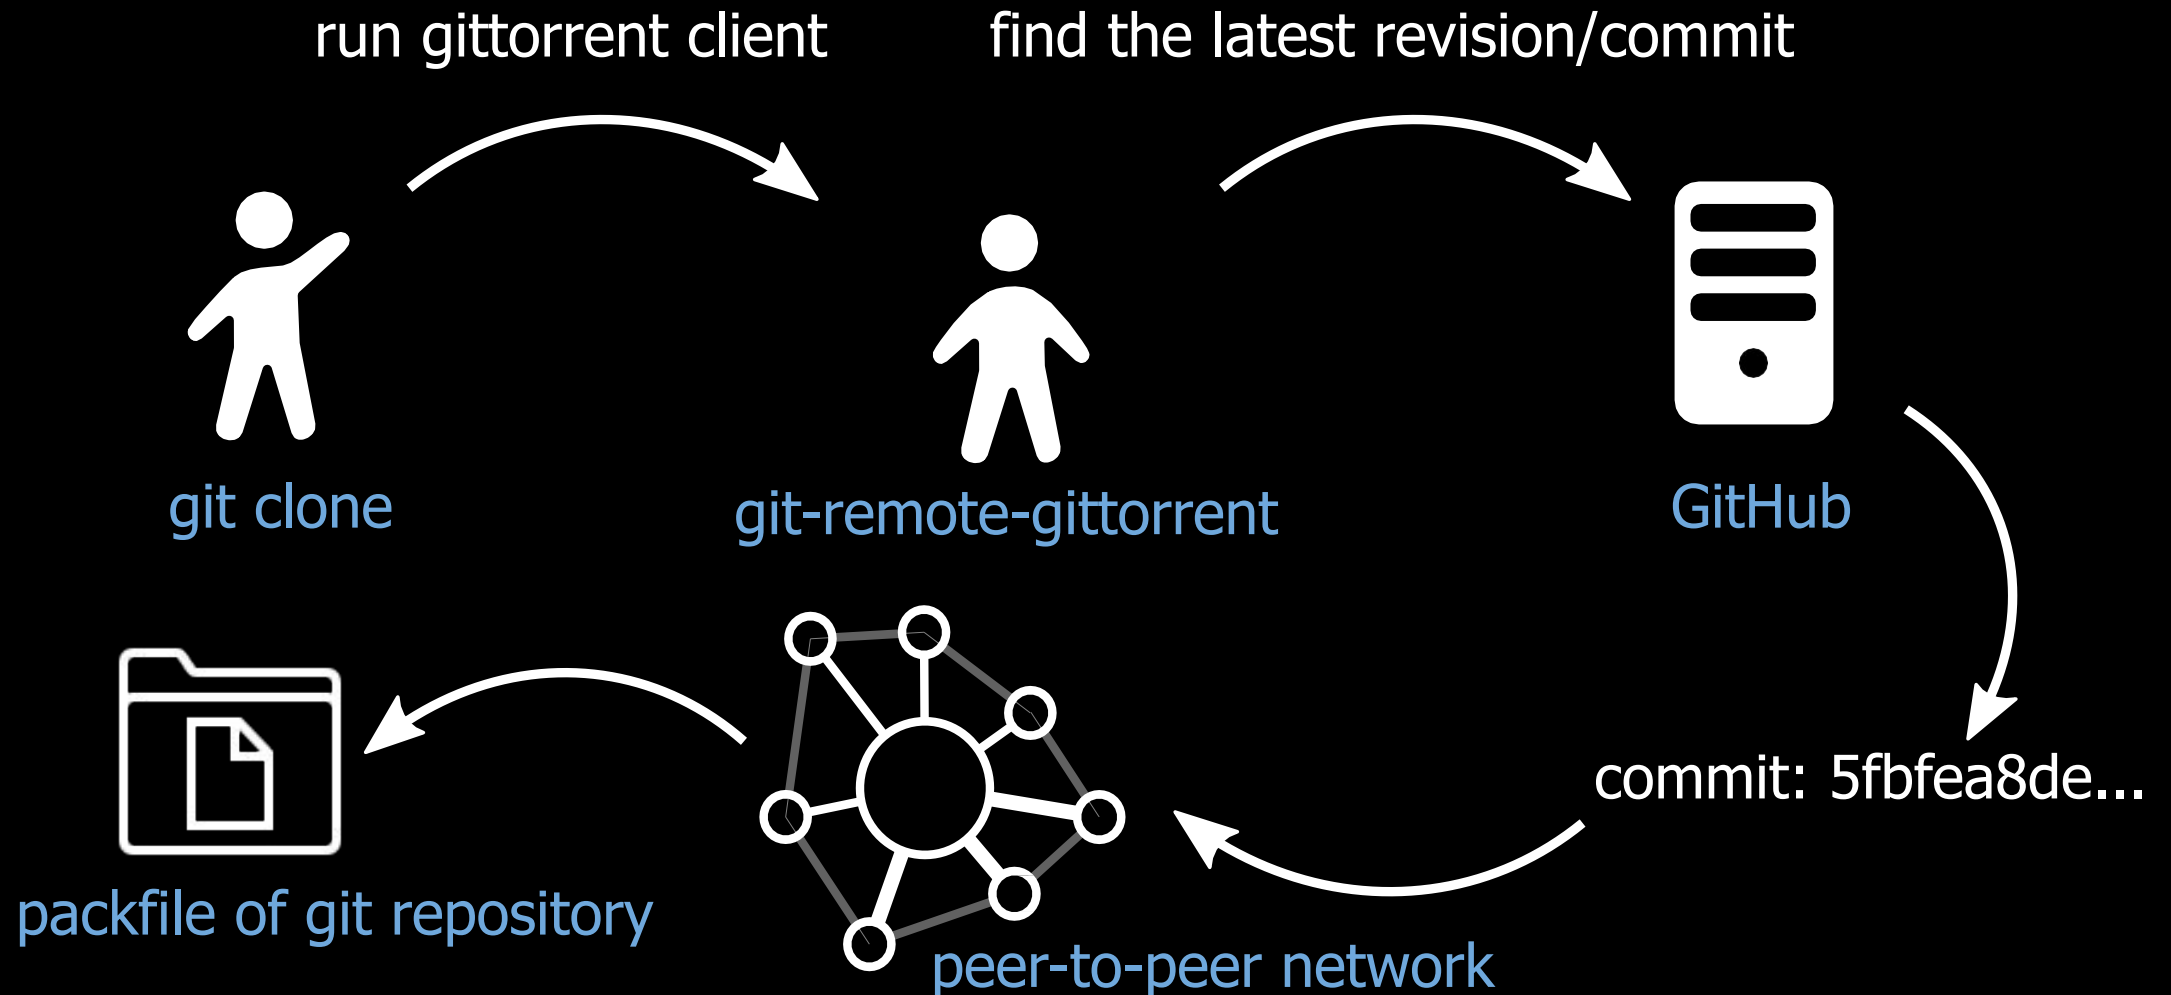 run gittorrent client
find the latest revision/commit
git clone
git-remote-gittorrent
GitHub
commit: 5fbfea8de...
packfile of git repository
peer-to-peer network